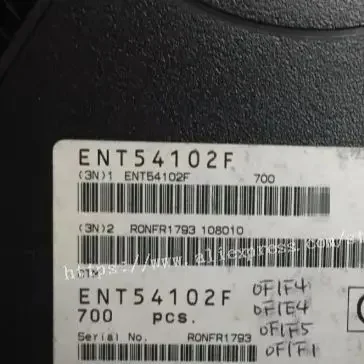 ENT54102F
(3N)1 ENT54102F 700
(3N)2 RONFR1793 108010
https://www.aliexpress.com/st
ENT54102F
700 pcs.
Serial No. RONFR1793
0F1F4
0F1E4
0F1F5
0F1F1